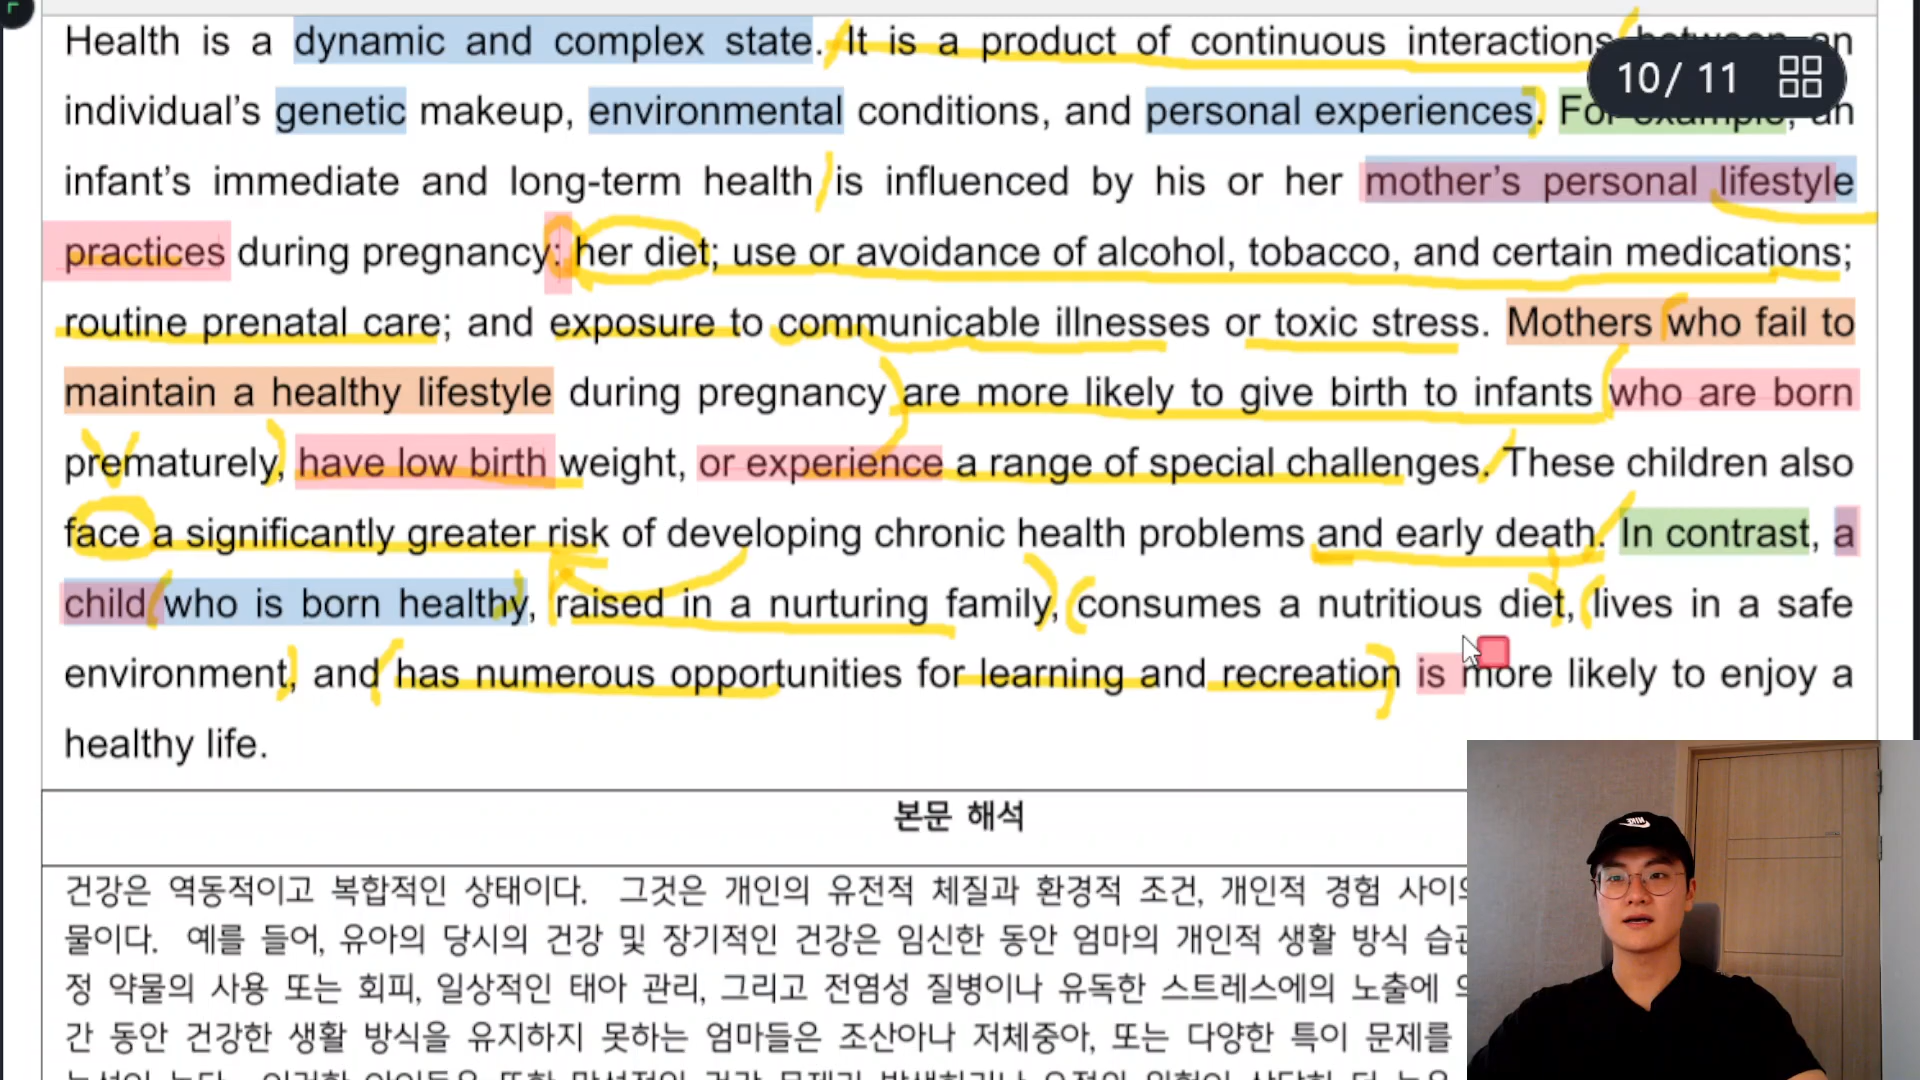 Health is a dynamic and complex state. It is a product of continuous interactions between an
10/ 11
individual's genetic makeup, environmental conditions, and personal experiences. For example, an
infant's immediate and long-term health is influenced by his or her mother's personal lifestyle
practices during pregnancy: her diet; use or avoidance of alcohol, tobacco, and certain medications;
routine prenatal care; and exposure to communicable illnesses or toxic stress. Mothers who fail to
maintain a healthy lifestyle during pregnancy are more likely to give birth to infants who are born
prematurely, have low birth weight, or experience a range of special challenges. These children also
face a significantly greater risk of developing chronic health problems and early death. In contrast, a
child who is born healthy, raised in a nurturing family, consumes a nutritious diet, lives in a safe
environment, and has numerous opportunities for learning and recreation is more likely to enjoy a
healthy life.
본문 해석
건강은 역동적이고 복합적인 상태이다. 그것은 개인의 유전적 체질과 환경적 조건, 개인적 경험 사이의
물이다. 예를 들어, 유아의 당시의 건강 및 장기적인 건강은 임신한 동안 엄마의 개인적 생활 방식 습관
정 약물의 사용 또는 회피, 일상적인 태아 관리, 그리고 전염성 질병이나 유독한 스트레스에의 노출에
간 동안 건강한 생활 방식을 유지하지 못하는 엄마들은 조산아나 저체중아, 또는 다양한 특이 문제를